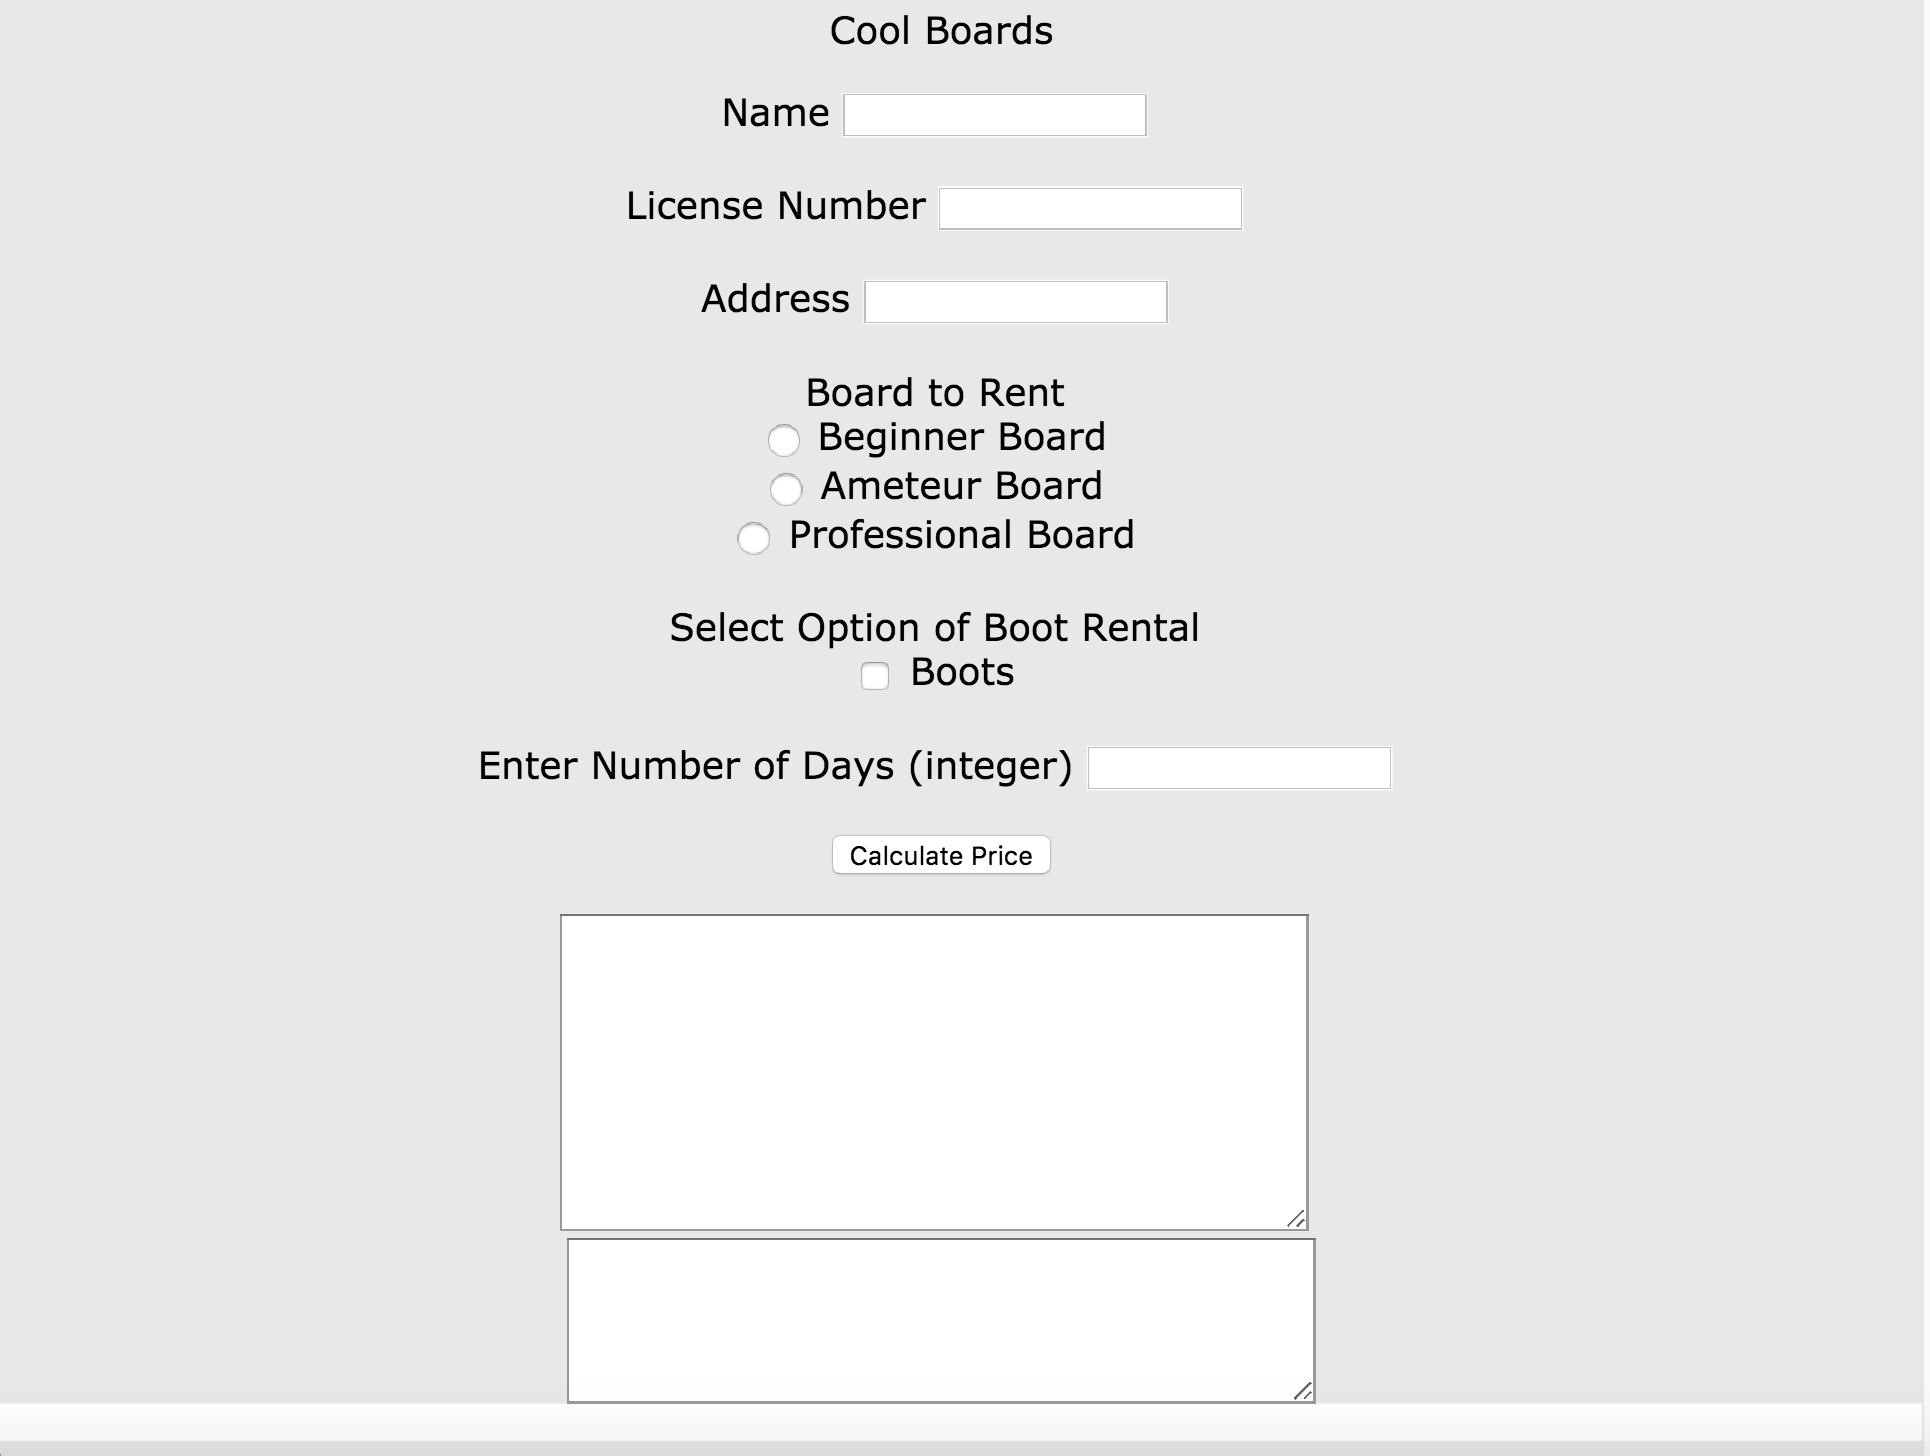 Cool Boards
Name
License Number
Address
Board to Rent
Beginner Board
Ameteur Board
Professional Board
Select Option of Boot Rental
Boots
Enter Number of Days (integer)
Calculate Price